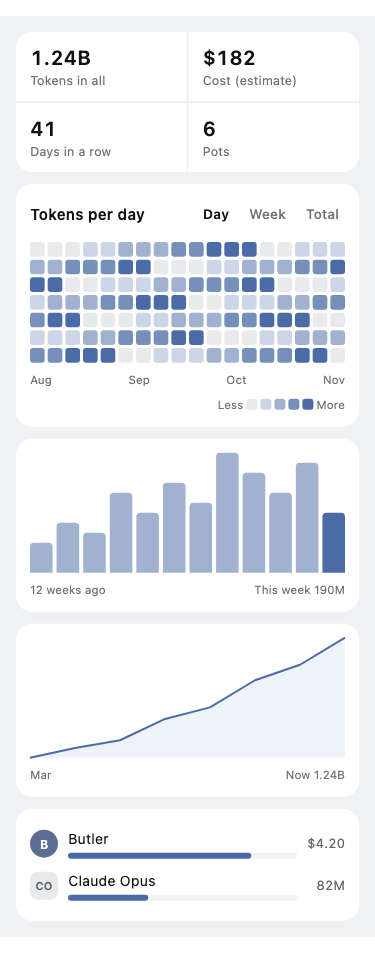 1.24B
$182
Tokens in all
Cost (estimate)
41
6
Days in a row
Pots
Tokens per day
Day
Week
Total
Aug
Sep
Oct
Nov
Less
More
12 weeks ago
This week 190M
Mar
Now 1.24B
B
Butler
$4.20
CO
Claude Opus
82M